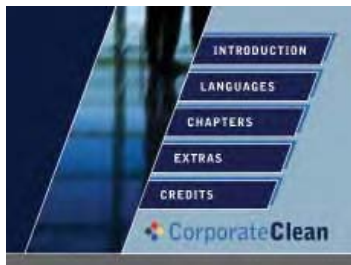 INTRODUCTION
LANGUAGES
CHAPTERS
EXTRAS
CREDITS
CorporateClean